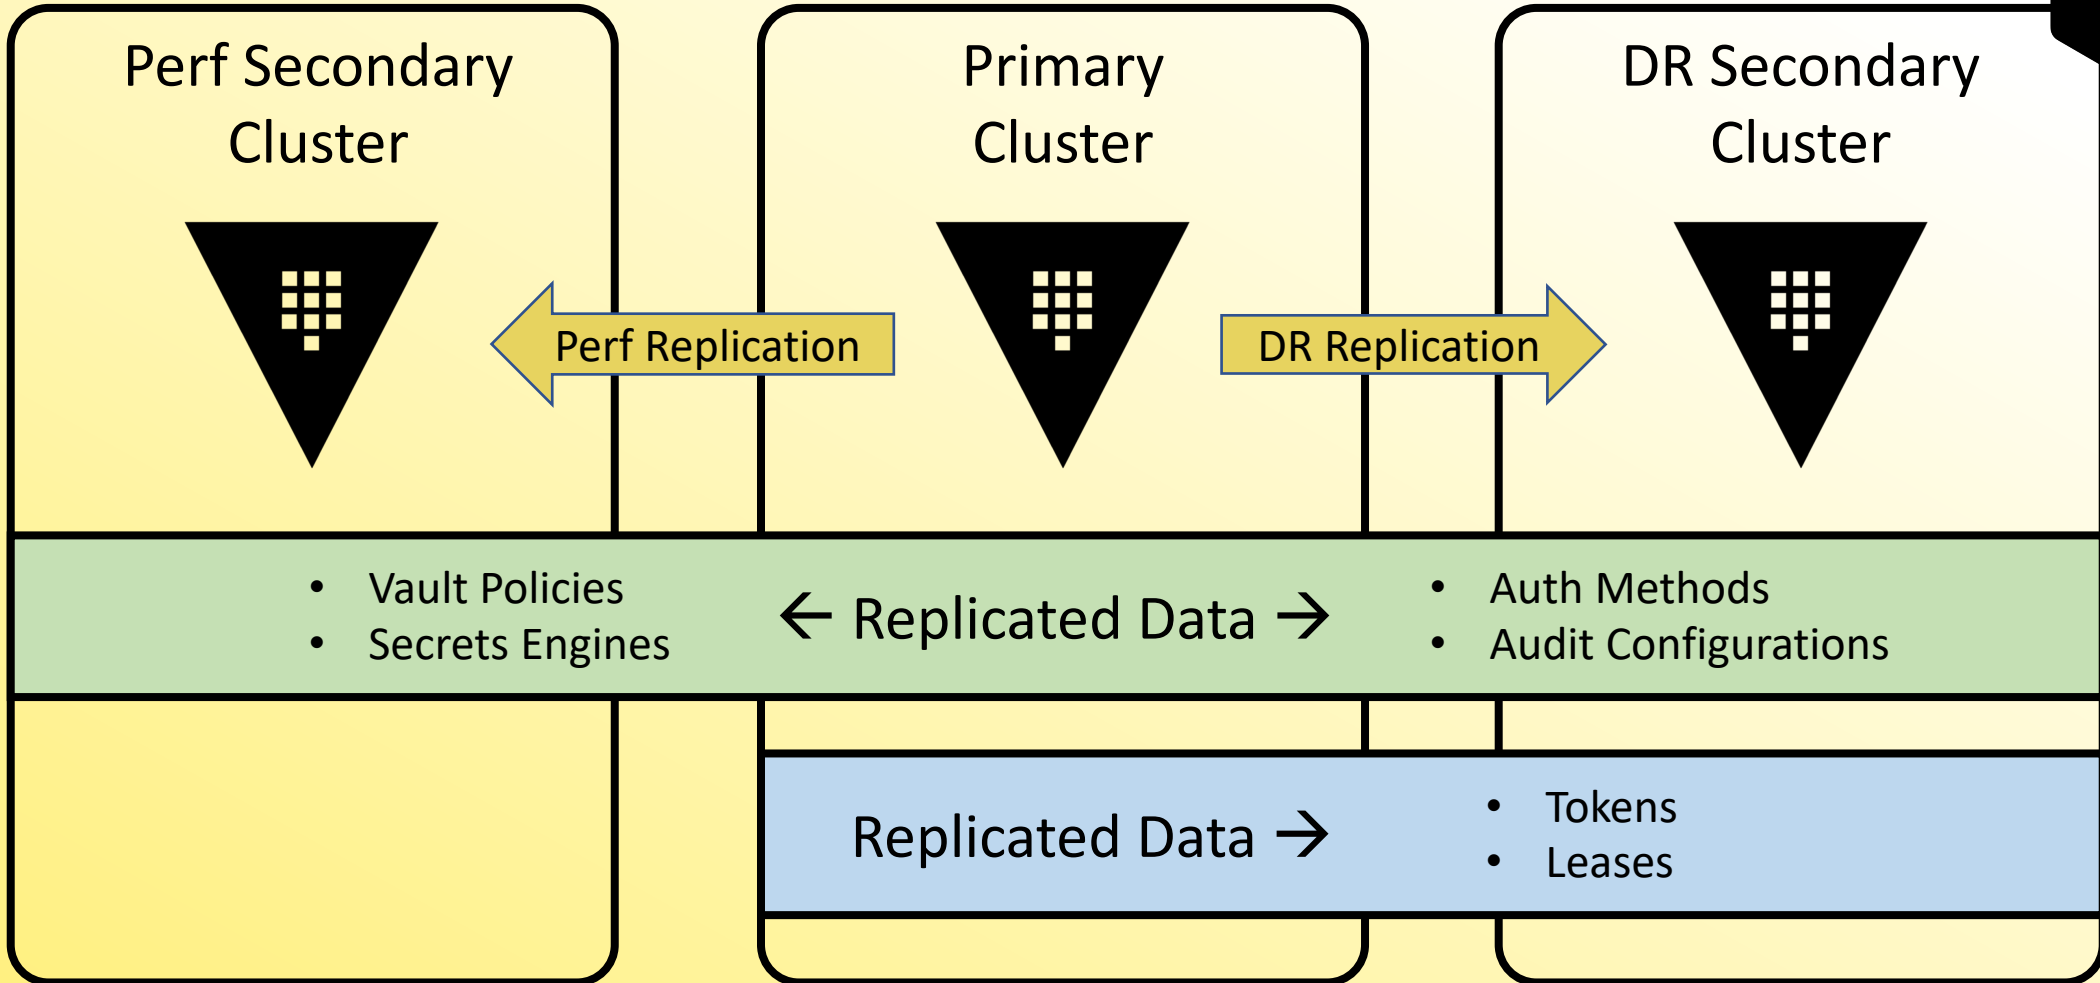 Perf Secondary
Cluster
Primary
Cluster
DR Secondary
Cluster
Perf Replication
DR Replication
• Vault Policies
• Secrets Engines
← Replicated Data →
• Auth Methods
• Audit Configurations
Replicated Data →
• Tokens
• Leases